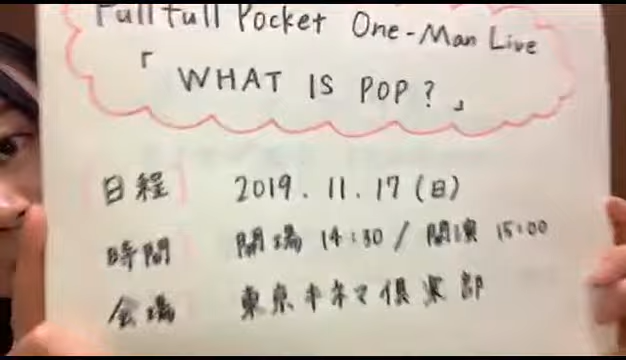 Fullfull Pocket One-Man Live
「WHAT IS POP?」
日程 2019.11.17(日)
時間 開場 14:30 / 開演 15:00
会場 東京キネマ倶楽部